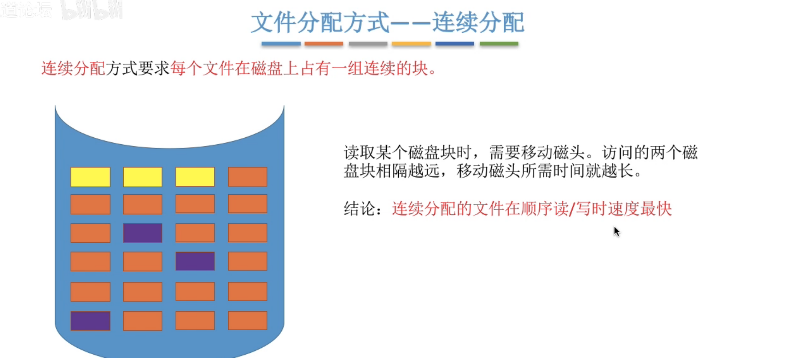 文件分配方式——连续分配
连续分配方式要求每个文件在磁盘上占有一组连续的块。
读取某个磁盘块时，需要移动磁头。访问的两个磁
盘块相隔越远，移动磁头所需时间就越长。
结论：连续分配的文件在顺序读/写时速度最快